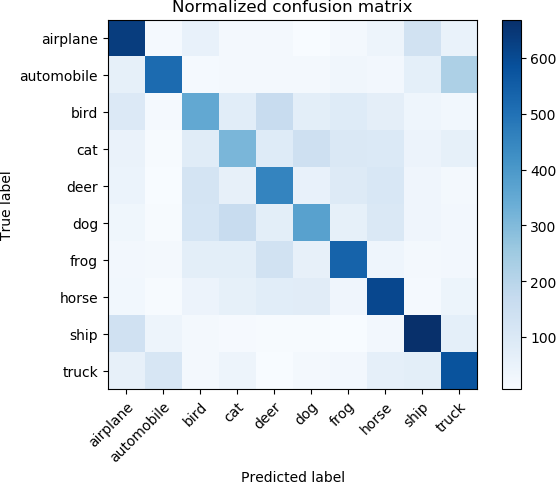 Normalized confusion matrix
True label
airplane
automobile
bird
cat
deer
dog
frog
horse
ship
truck
airplane
automobile
bird
cat
deer
dog
frog
horse
ship
truck
Predicted label
600
500
400
300
200
100